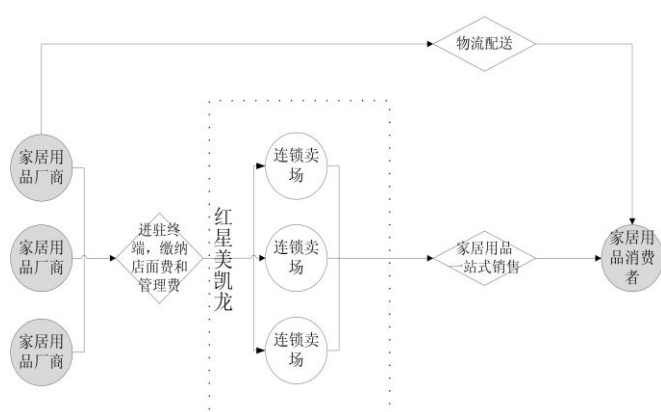 物流配送
家居用
品厂商
连锁卖
场
进驻终
端，缴纳
店面费和
管理费
红星美凯龙
家居用
品厂商
连锁卖
场
家居用品
一站式销售
家居用
品消费
者
家居用
品厂商
连锁卖
场